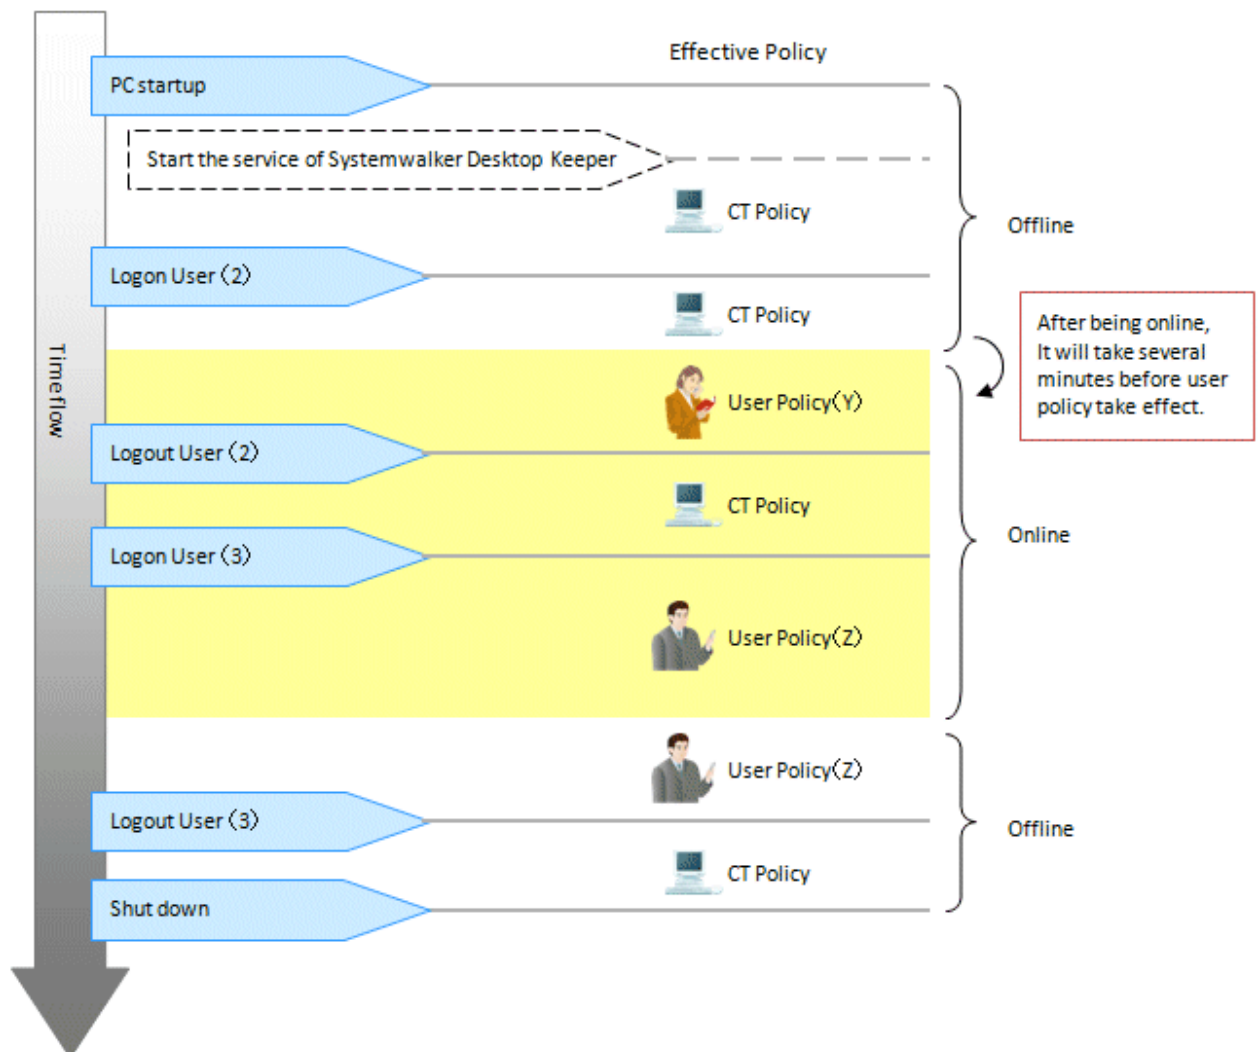 Effective Policy
PC startup
Start the service of Systemwalker Desktop Keeper
CT Policy
Offline
Logon User (2)
CT Policy
After being online,
It will take several
minutes before user
policy take effect.
Time flow
User Policy(Y)
Logout User (2)
CT Policy
Online
Logon User (3)
User Policy(Z)
User Policy(Z)
Logout User (3)
Offline
CT Policy
Shut down